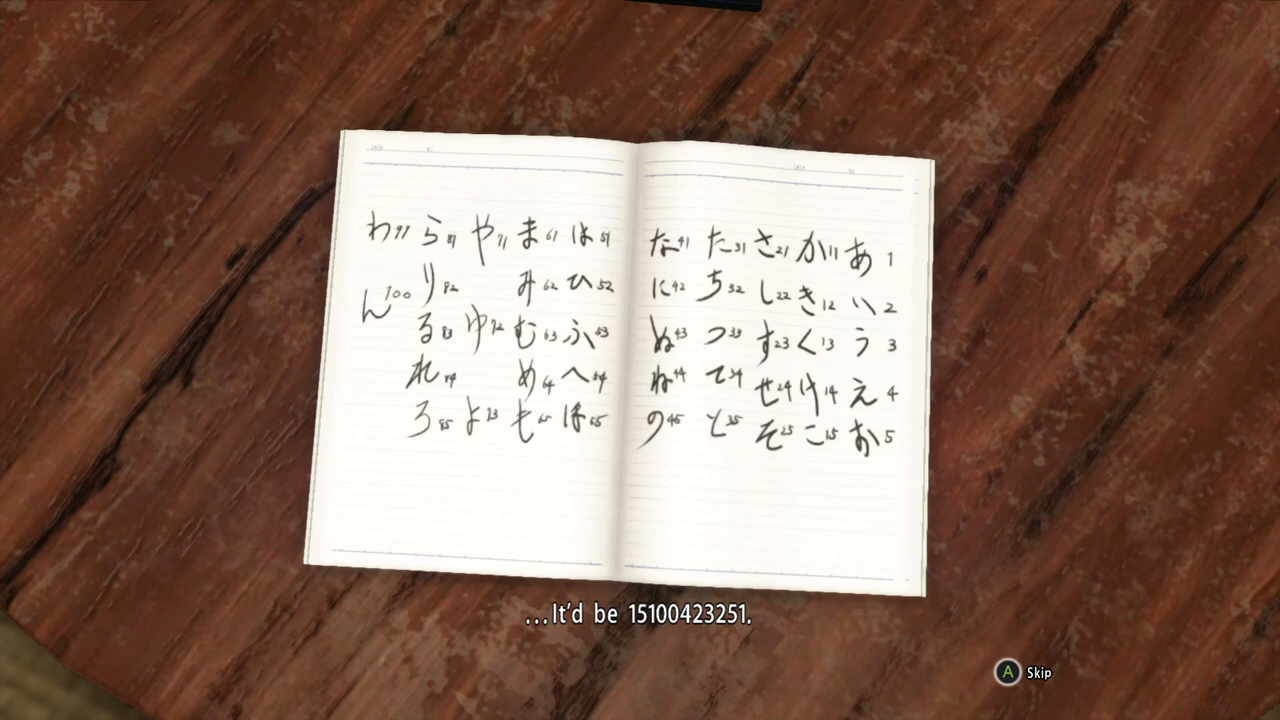 あ1 い2 う3 え4 お5
か11 き12 く13 け14 こ15
さ21 し22 す23 せ24 そ25
た31 ち32 つ33 て34 と35
な41 に42 ぬ43 ね44 の45
は51 ひ52 ふ53 へ54 ほ55
ま61 み62 む63 め64 も65
や71 ゆ72 よ73
ら81 り82 る83 れ84 ろ85
わ91 ん100
...It'd be 15100423251.
A Skip